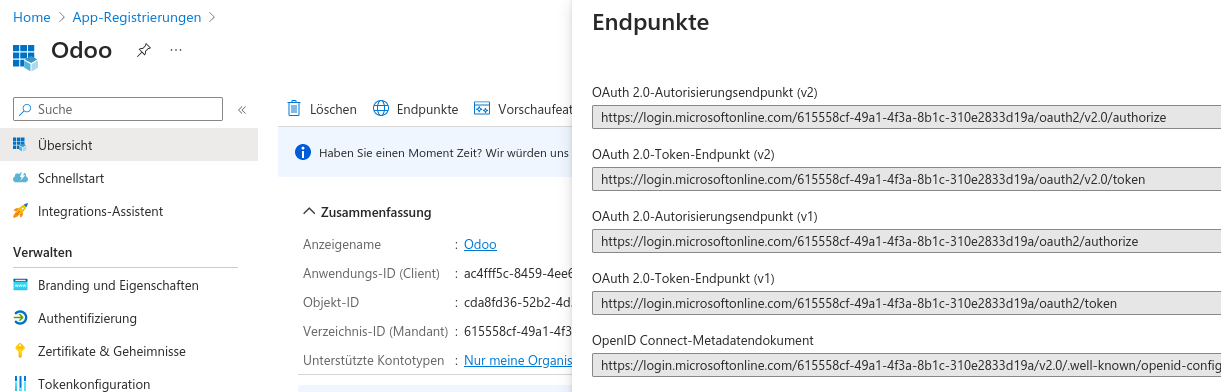 Home > App-Registrierungen >
Odoo
Suche
Übersicht
Schnellstart
Integrations-Assistent
Verwalten
Branding und Eigenschaften
Authentifizierung
Zertifikate & Geheimnisse
Tokenkonfiguration
Löschen Endpunkte Vorschaufeat
Haben Sie einen Moment Zeit? Wir würden uns
Zusammenfassung
Anzeigename : Odoo
Anwendungs-ID (Client) : ac4fff5c-8459-4ee6
Objekt-ID : cda8fd36-52b2-4d
Verzeichnis-ID (Mandant) : 615558cf-49a1-4f3
Unterstützte Kontotypen : Nur meine Organis
Endpunkte
OAuth 2.0-Autorisierungsendpunkt (v2)
https://login.microsoftonline.com/615558cf-49a1-4f3a-8b1c-310e2833d19a/oauth2/v2.0/authorize
OAuth 2.0-Token-Endpunkt (v2)
https://login.microsoftonline.com/615558cf-49a1-4f3a-8b1c-310e2833d19a/oauth2/v2.0/token
OAuth 2.0-Autorisierungsendpunkt (v1)
https://login.microsoftonline.com/615558cf-49a1-4f3a-8b1c-310e2833d19a/oauth2/authorize
OAuth 2.0-Token-Endpunkt (v1)
https://login.microsoftonline.com/615558cf-49a1-4f3a-8b1c-310e2833d19a/oauth2/token
OpenID Connect-Metadatendokument
https://login.microsoftonline.com/615558cf-49a1-4f3a-8b1c-310e2833d19a/v2.0/.well-known/openid-config